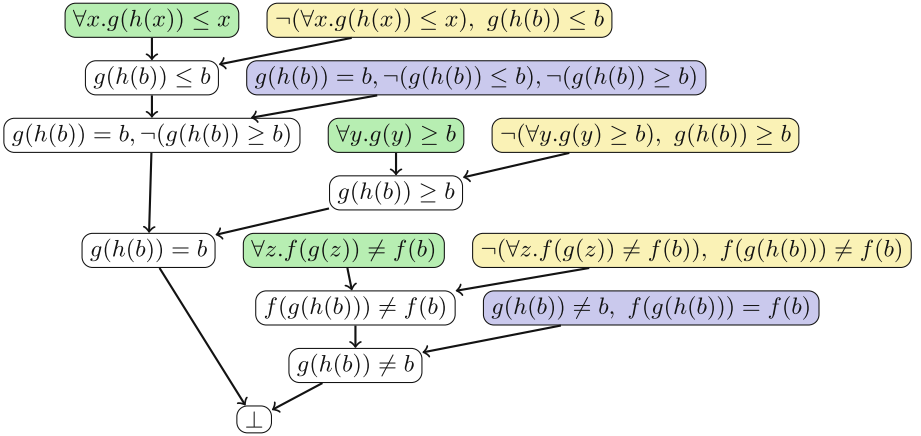 ∀x.g(h(x)) ≤ x
¬(∀x.g(h(x)) ≤ x), g(h(b)) ≤ b
g(h(b)) ≤ b
g(h(b)) = b, ¬(g(h(b)) ≤ b), ¬(g(h(b)) ≥ b)
g(h(b)) = b, ¬(g(h(b)) ≥ b)
∀y.g(y) ≥ b
¬(∀y.g(y) ≥ b), g(h(b)) ≥ b
g(h(b)) ≥ b
g(h(b)) = b
∀z.f(g(z)) ≠ f(b)
¬(∀z.f(g(z)) ≠ f(b)), f(g(h(b))) ≠ f(b)
f(g(h(b))) ≠ f(b)
g(h(b)) ≠ b, f(g(h(b))) = f(b)
g(h(b)) ≠ b
⊥